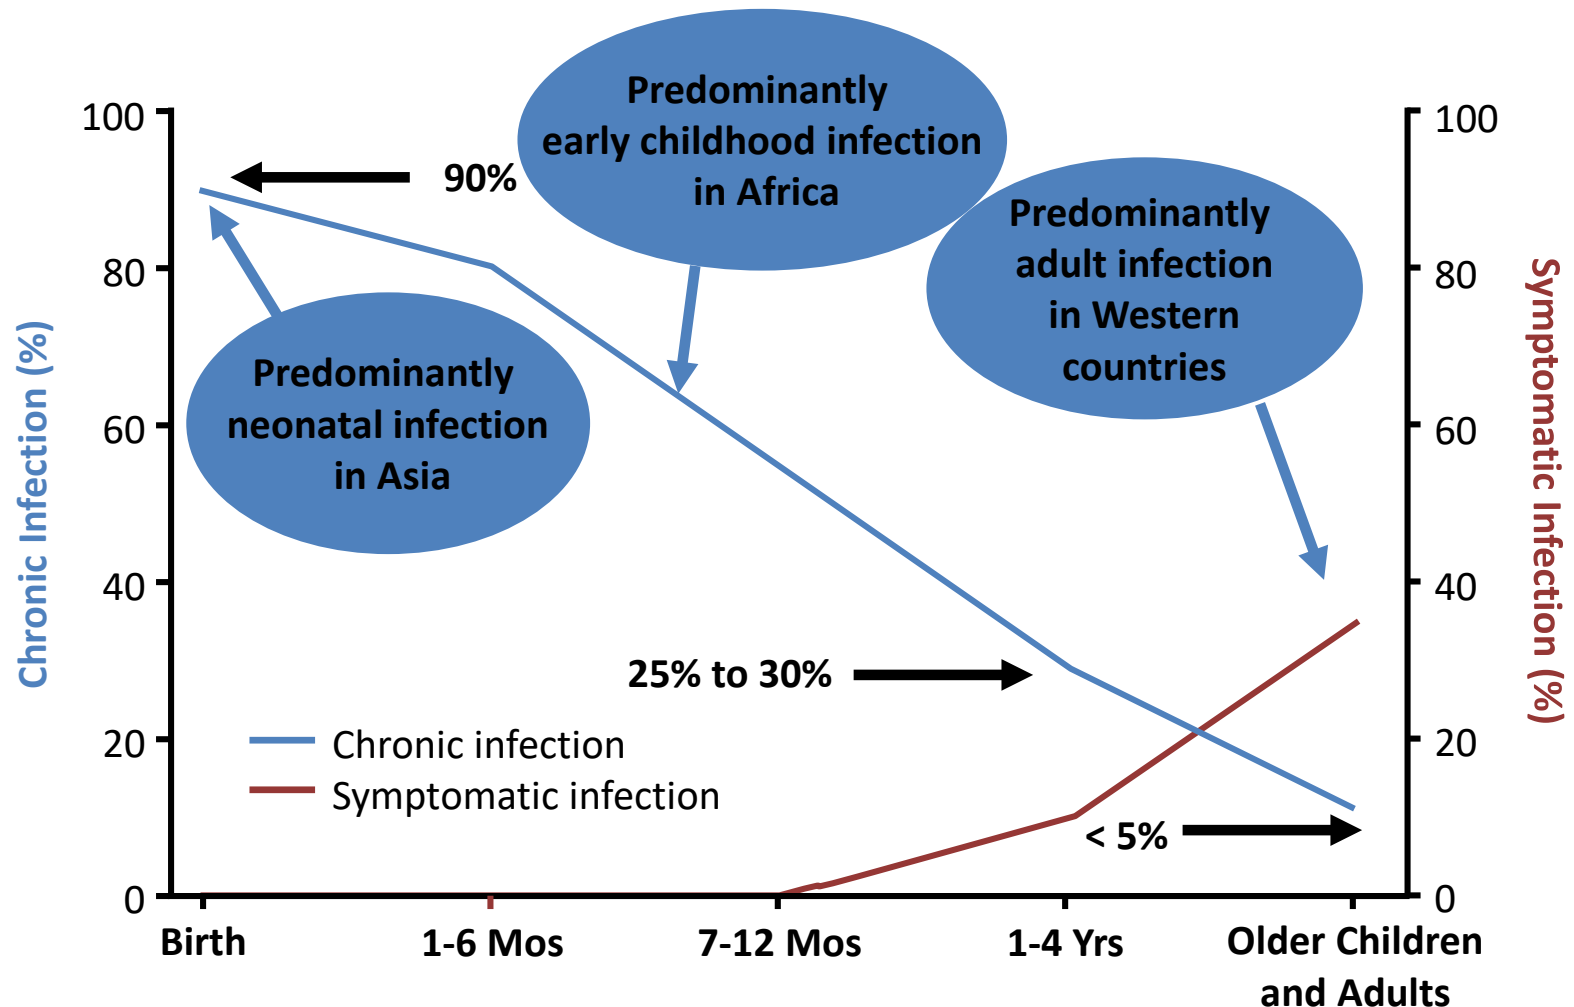 Predominantly
early childhood infection
in Africa
Predominantly
adult infection
in Western
countries
Predominantly
neonatal infection
in Asia
90%
25% to 30%
< 5%
Chronic infection
Symptomatic infection
Chronic Infection (%)
100
80
60
40
20
0
Symptomatic Infection (%)
100
80
60
40
20
0
Birth
1-6 Mos
7-12 Mos
1-4 Yrs
Older Children
and Adults